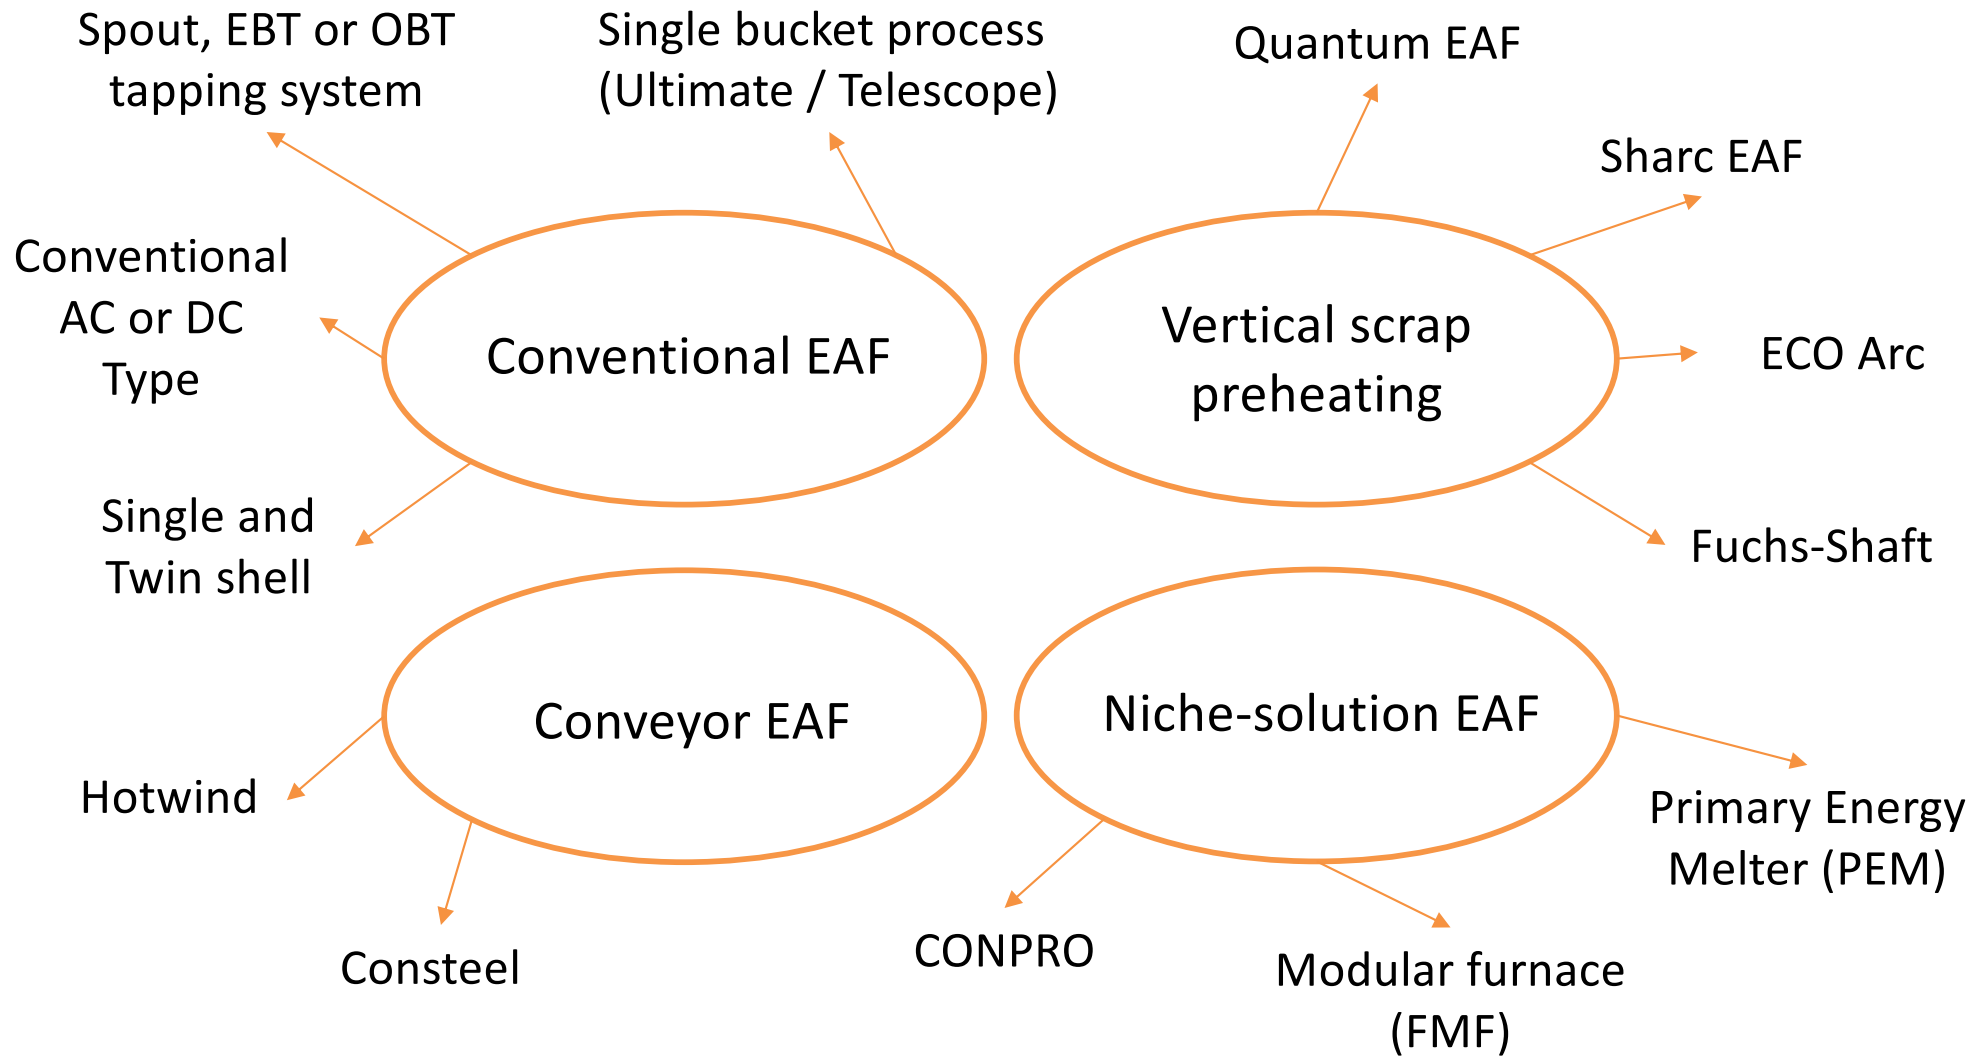 Spout, EBT or OBT
tapping system
Single bucket process
(Ultimate / Telescope)
Quantum EAF
Sharc EAF
Conventional
AC or DC
Type
Conventional EAF
Vertical scrap
preheating
ECO Arc
Single and
Twin shell
Fuchs-Shaft
Conveyor EAF
Niche-solution EAF
Hotwind
Primary Energy
Melter (PEM)
Consteel
CONPRO
Modular furnace
(FMF)